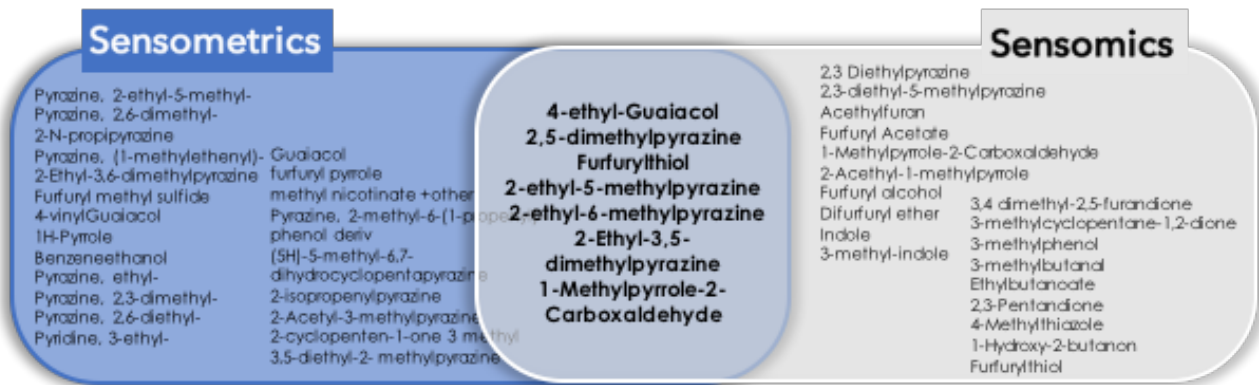 Sensometrics
Pyrazine, 2-ethyl-5-methyl-
Pyrazine, 2,6-dimethyl-
2-N-propipyrazine
Pyrazine, (1-methylethenyl)-
2-Ethyl-3,6-dimethylpyrazine
Furfuryl methyl sulfide
4-vinylGuaiacol
1H-Pyrrole
Benzeneethanol
Pyrazine, ethyl-
Pyrazine, 2,3-dimethyl-
Pyrazine, 2,6-diethyl-
Pyridine, 3-ethyl-
Guaiacol
furfuryl pyrrole
methyl nicotinate +other
Pyrazine, 2-methyl-6-(1-propenyl)-
phenol deriv
(5H)-5-methyl-6,7-
dihydrocyclopentapyrazine
2-isopropenylpyrazine
2-Acetyl-3-methylpyrazine
2-cyclopenten-1-one 3 methyl
3,5-diethyl-2- methylpyrazine
4-ethyl-Guaiacol
2,5-dimethylpyrazine
Furfurylthiol
2-ethyl-5-methylpyrazine
2-ethyl-6-methylpyrazine
2-Ethyl-3,5-
dimethylpyrazine
1-Methylpyrrole-2-
Carboxaldehyde
Sensomics
2,3 Diethylpyrazine
2,3-diethyl-5-methylpyrazine
Acethylfuran
Furfuryl Acetate
1-Methylpyrrole-2-Carboxaldehyde
2-Acethyl-1-methylpyrrole
Furfuryl alcohol
Difurfuryl ether
Indole
3-methyl-indole
3,4 dimethyl-2,5-furandione
3-methylcyclopentane-1,2-dione
3-methylphenol
3-methylbutanal
Ethylbutanoate
2,3-Pentandione
4-Methylthiazole
1-Hydroxy-2-butanon
Furfurylthiol